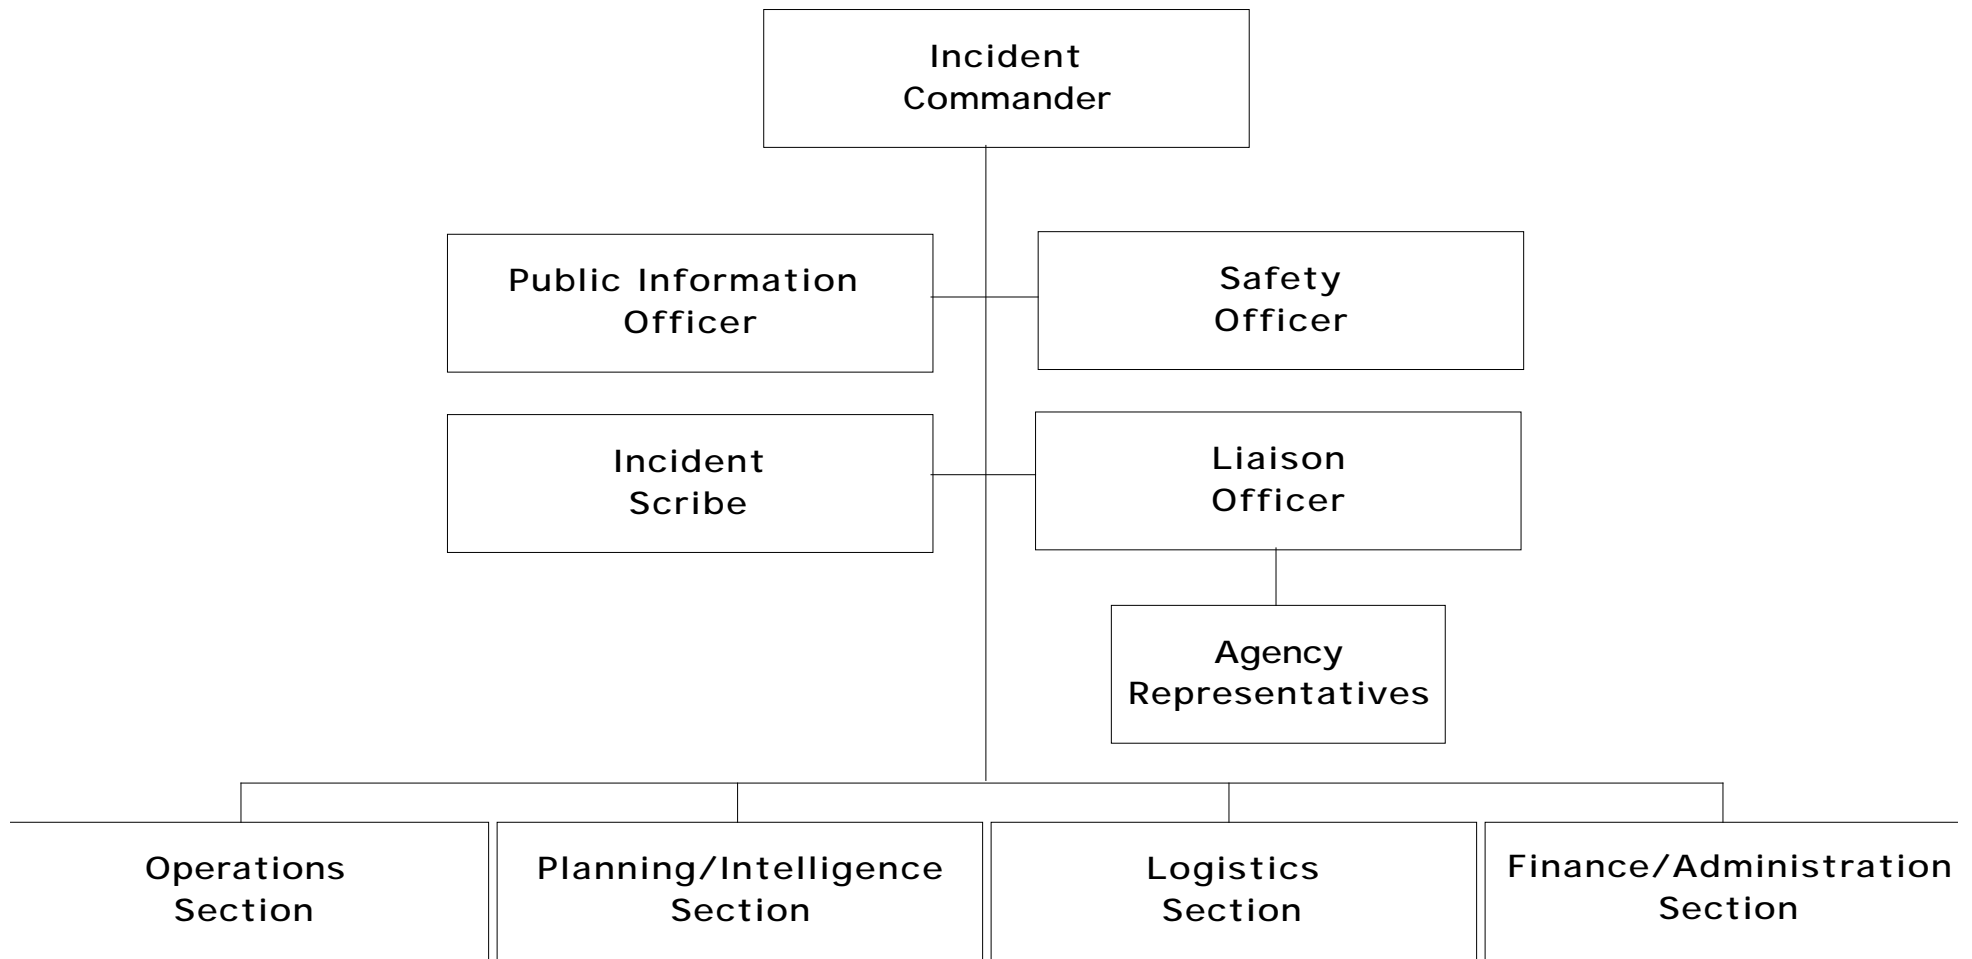 Incident
Commander
Public Information
Officer
Safety
Officer
Incident
Scribe
Liaison
Officer
Agency
Representatives
Operations
Section
Planning/Intelligence
Section
Logistics
Section
Finance/Administration
Section